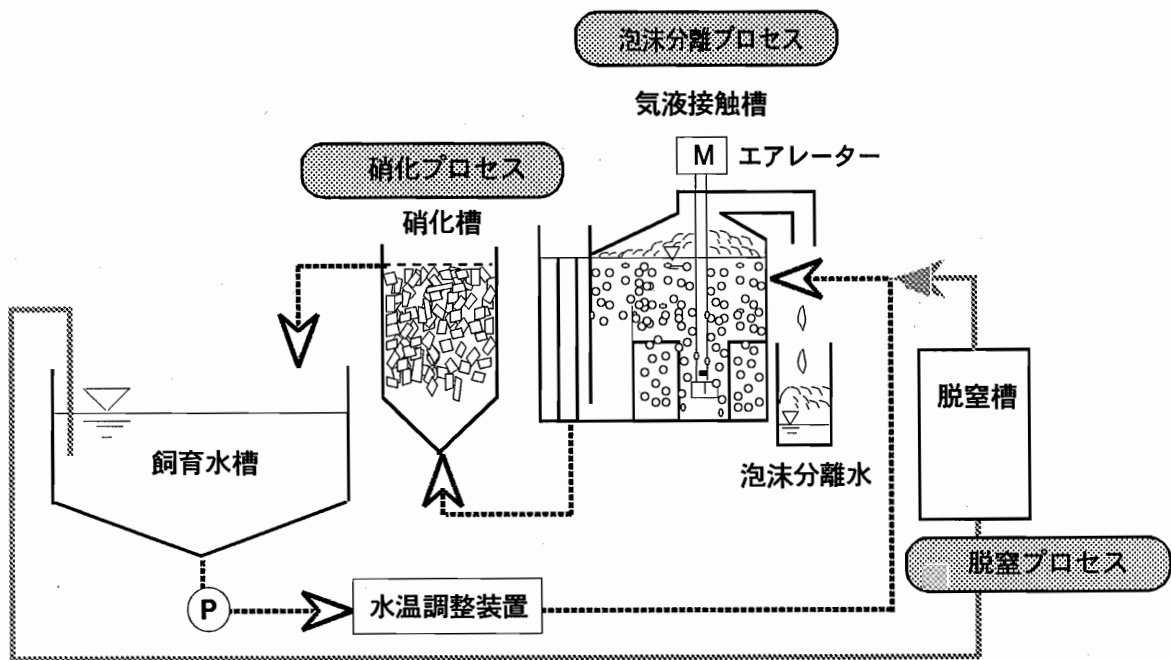 泡沫分離プロセス
気液接触槽
M
エアレーター
硝化プロセス
硝化槽
脱窒槽
飼育水槽
泡沫分離水
脱窒プロセス
P
水温調整装置